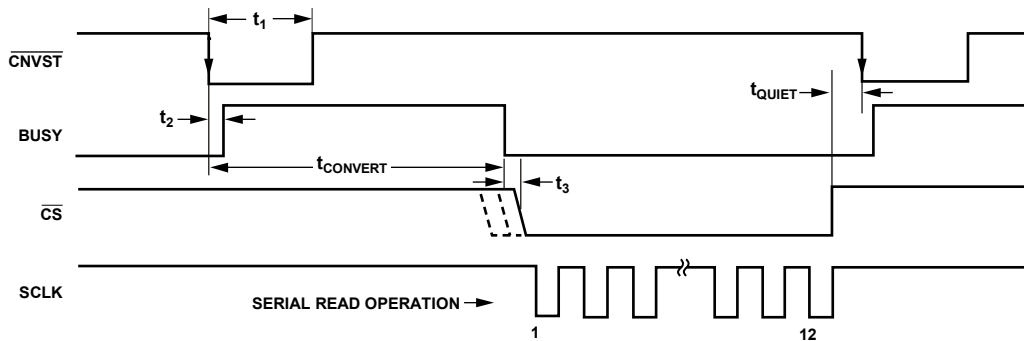 t1
CNVST
tQUIET
t2
BUSY
tCONVERT
t3
CS
SCLK
SERIAL READ OPERATION
1
12